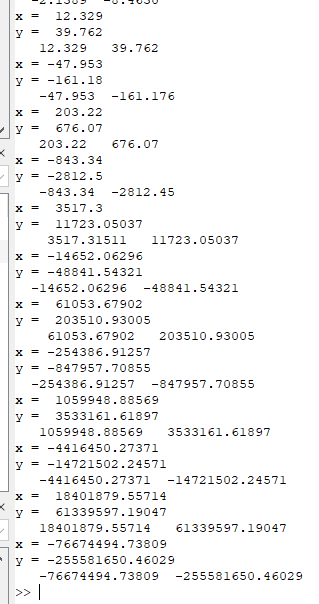 -2.1389   -8.4630
x =  12.329
y =  39.762
12.329   39.762
x = -47.953
y = -161.18
-47.953   -161.176
x =  203.22
y =  676.07
203.22   676.07
x = -843.34
y = -2812.5
-843.34   -2812.45
x =  3517.3
y =  11723.05037
3517.31511   11723.05037
x = -14652.06296
y = -48841.54321
-14652.06296  -48841.54321
x =  61053.67902
y =  203510.93005
61053.67902   203510.93005
x = -254386.91257
y = -847957.70855
-254386.91257  -847957.70855
x =  1059948.88569
y =  3533161.61897
1059948.88569   3533161.61897
x = -4416450.27371
y = -14721502.24571
-4416450.27371  -14721502.24571
x =  18401879.55714
y =  61339597.19047
18401879.55714   61339597.19047
x = -76674494.73809
y = -255581650.46029
-76674494.73809  -255581650.46029
>>